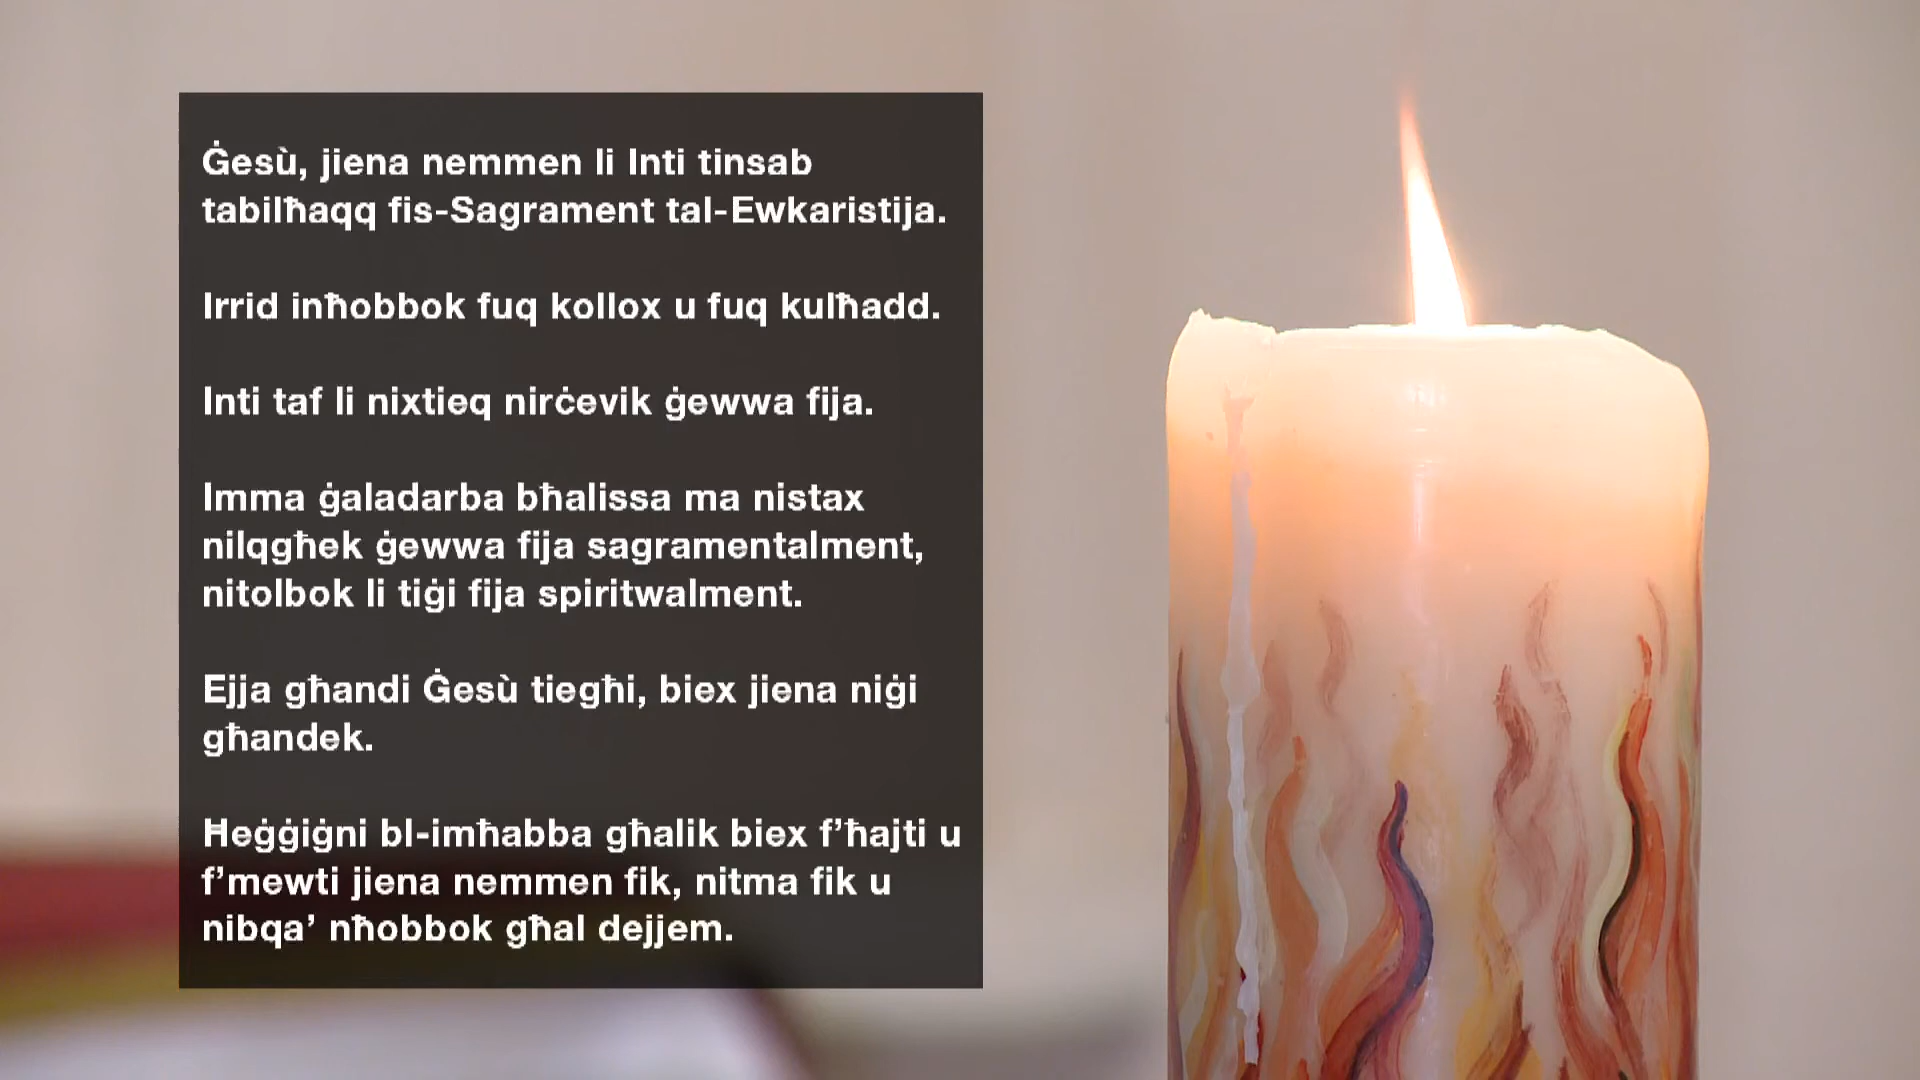 Ġesù, jiena nemmen li Inti tinsab
tabilħaqq fis-Sagrament tal-Ewkaristija.
Irrid inħobbok fuq kollox u fuq kulħadd.
Inti taf li nixtieq nirċevik ġewwa fija.
Imma ġaladarba bħalissa ma nistax
nilqgħek ġewwa fija sagramentalment,
nitolbok li tiġi fija spiritwalment.
Ejja għandi Ġesù tiegħi, biex jiena niġi
għandek.
Ħeġġiġni bl-imħabba għalik biex f’ħajti u
f’mewti jiena nemmen fik, nitma fik u
nibqa’ nħobbok għal dejjem.